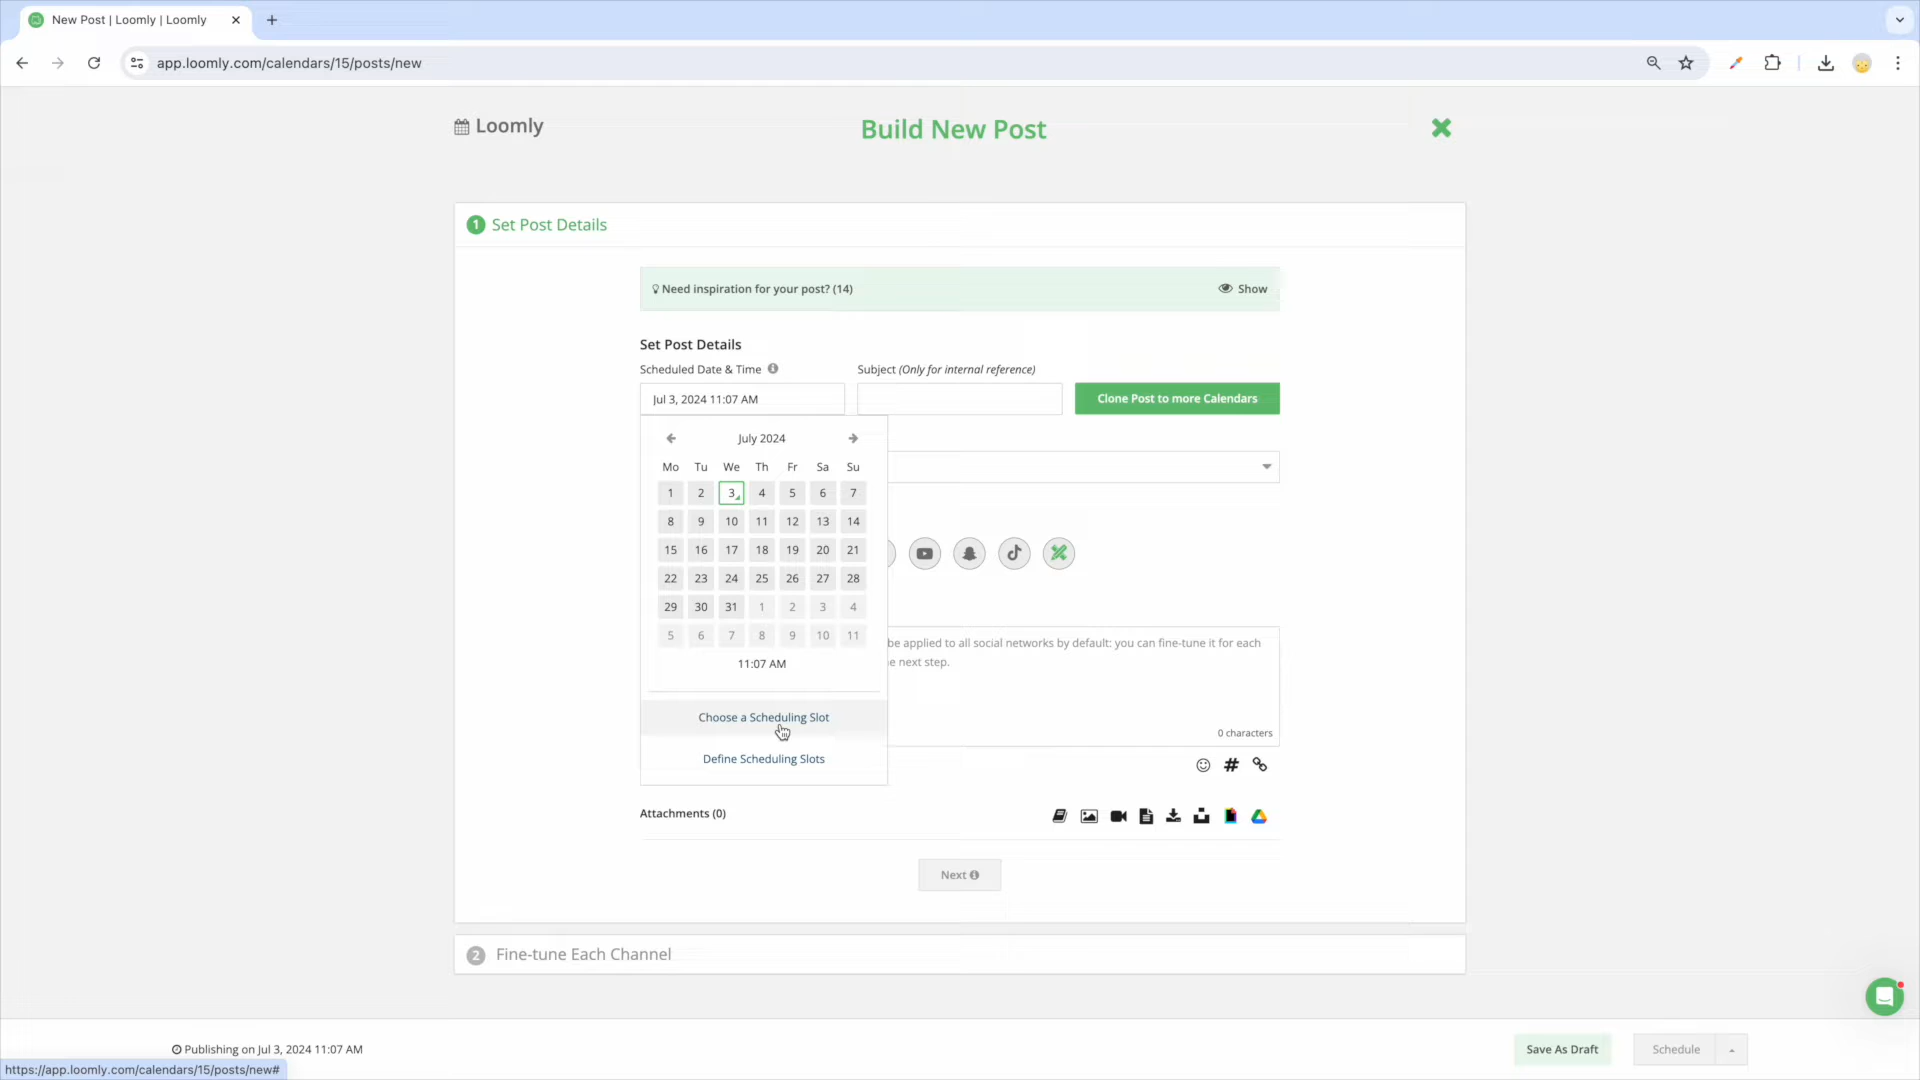 New Post | Loomly | Loomly
app.loomly.com/calendars/15/posts/new
Loomly
Build New Post
1 Set Post Details
Need inspiration for your post? (14)
Show
Set Post Details
Scheduled Date & Time
Subject (Only for internal reference)
Jul 3, 2024 11:07 AM
Clone Post to more Calendars
July 2024
Mo Tu We Th Fr Sa Su
1 2 3 4 5 6 7
8 9 10 11 12 13 14
15 16 17 18 19 20 21
22 23 24 25 26 27 28
29 30 31 1 2 3 4
5 6 7 8 9 10 11
11:07 AM
be applied to all social networks by default: you can fine-tune it for each
e next step.
Choose a Scheduling Slot
0 characters
Define Scheduling Slots
Attachments (0)
Next
2 Fine-tune Each Channel
Publishing on Jul 3, 2024 11:07 AM
Save As Draft
Schedule
https://app.loomly.com/calendars/15/posts/new#